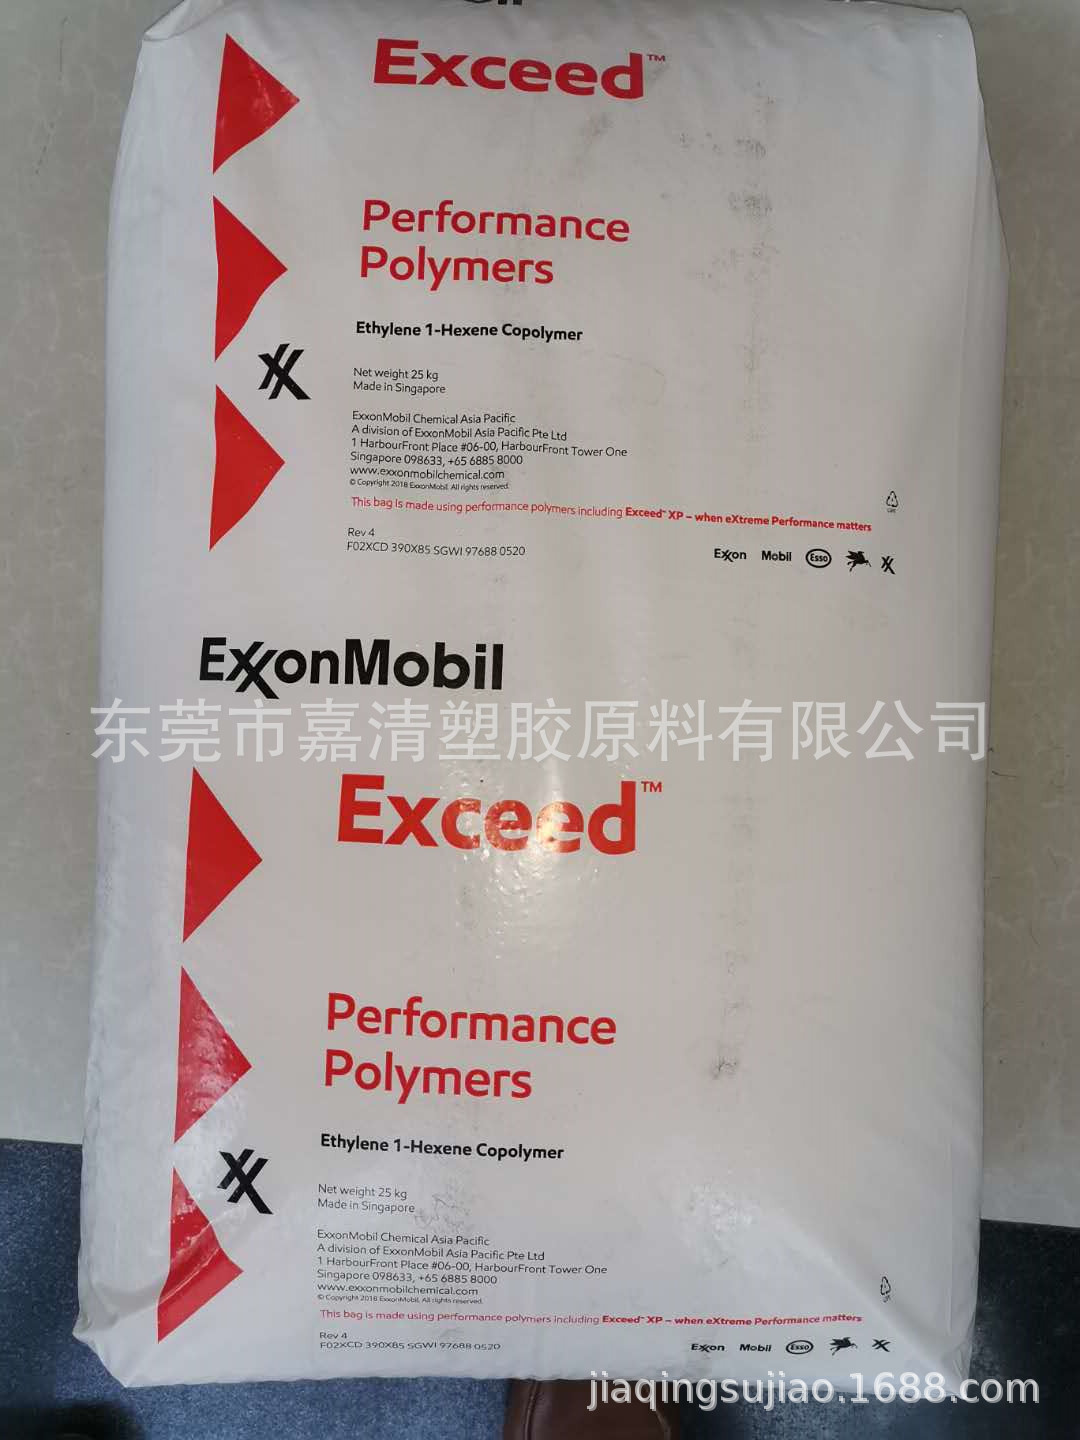 Exceed™
Performance
Polymers
Ethylene 1-Hexene Copolymer
Net weight 25 kg
Made in Singapore
ExxonMobil Chemical Asia Pacific
A division of ExxonMobil Asia Pacific Pte Ltd
1 HarbourFront Place #06-00, HarbourFront Tower One
Singapore 098633, +65 6885 8000
www.exxonmobilchemical.com
© Copyright 2018 ExxonMobil. All rights reserved.
This bag is made using performance polymers including Exceed™ XP – when eXtreme Performance matters
Rev 4
F02XCD 390X85 SGWI 97688 0520
Exxon Mobil Esso
ExxonMobil
东莞市嘉清塑胶原料有限公司
Exceed™
Performance
Polymers
Ethylene 1-Hexene Copolymer
Net weight 25 kg
Made in Singapore
ExxonMobil Chemical Asia Pacific
A division of ExxonMobil Asia Pacific Pte Ltd
1 HarbourFront Place #06-00, HarbourFront Tower One
Singapore 098633, +65 6885 8000
www.exxonmobilchemical.com
© Copyright 2018 ExxonMobil. All rights reserved.
This bag is made using performance polymers including Exceed™ XP – when eXtreme Performance matters
Rev 4
F02XCD 390X85 SGWI 97688 0520
Exxon Mobil Esso
jiaqingsujiao.1688.com